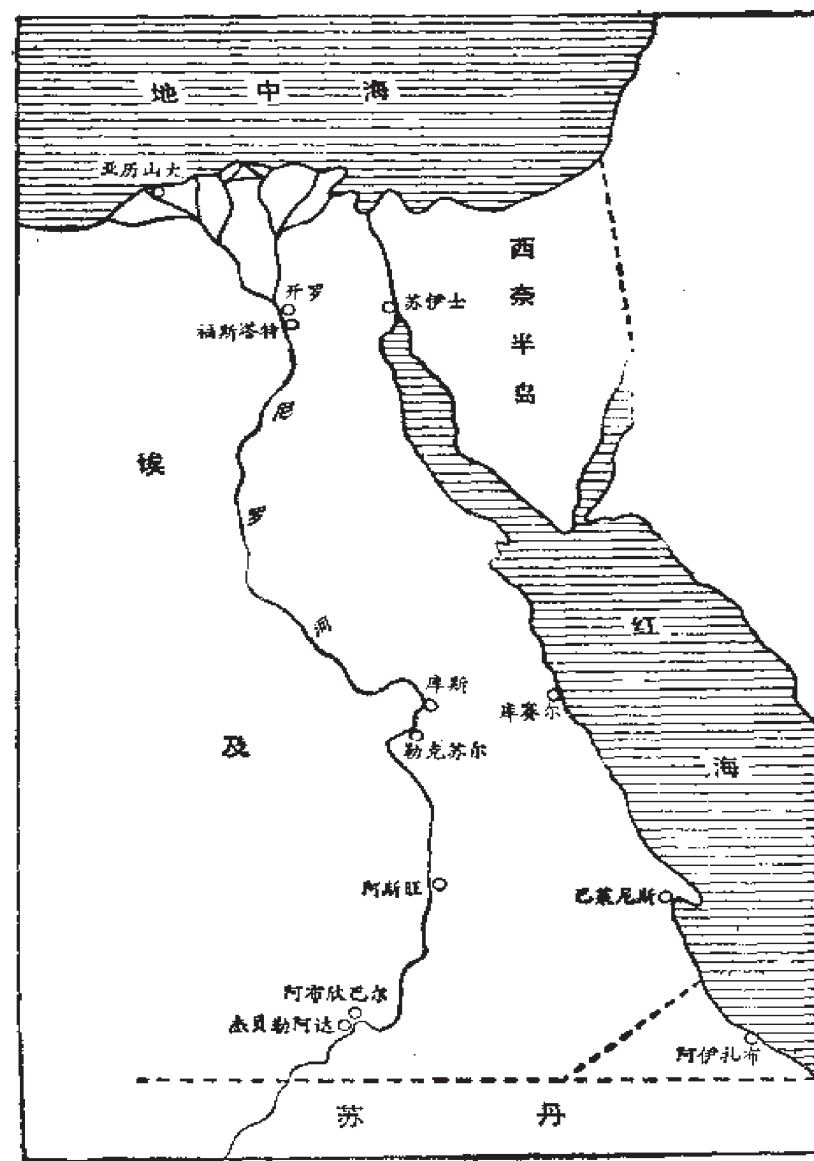 地中海
亚历山大
西奈半岛
开罗
苏伊士
福斯塔特
埃及
尼罗河
红海
库斯
库赛尔
勒克苏尔
阿斯旺
巴莱尼斯
阿布欣巴尔
杰贝勒阿达
阿伊扎布
苏丹